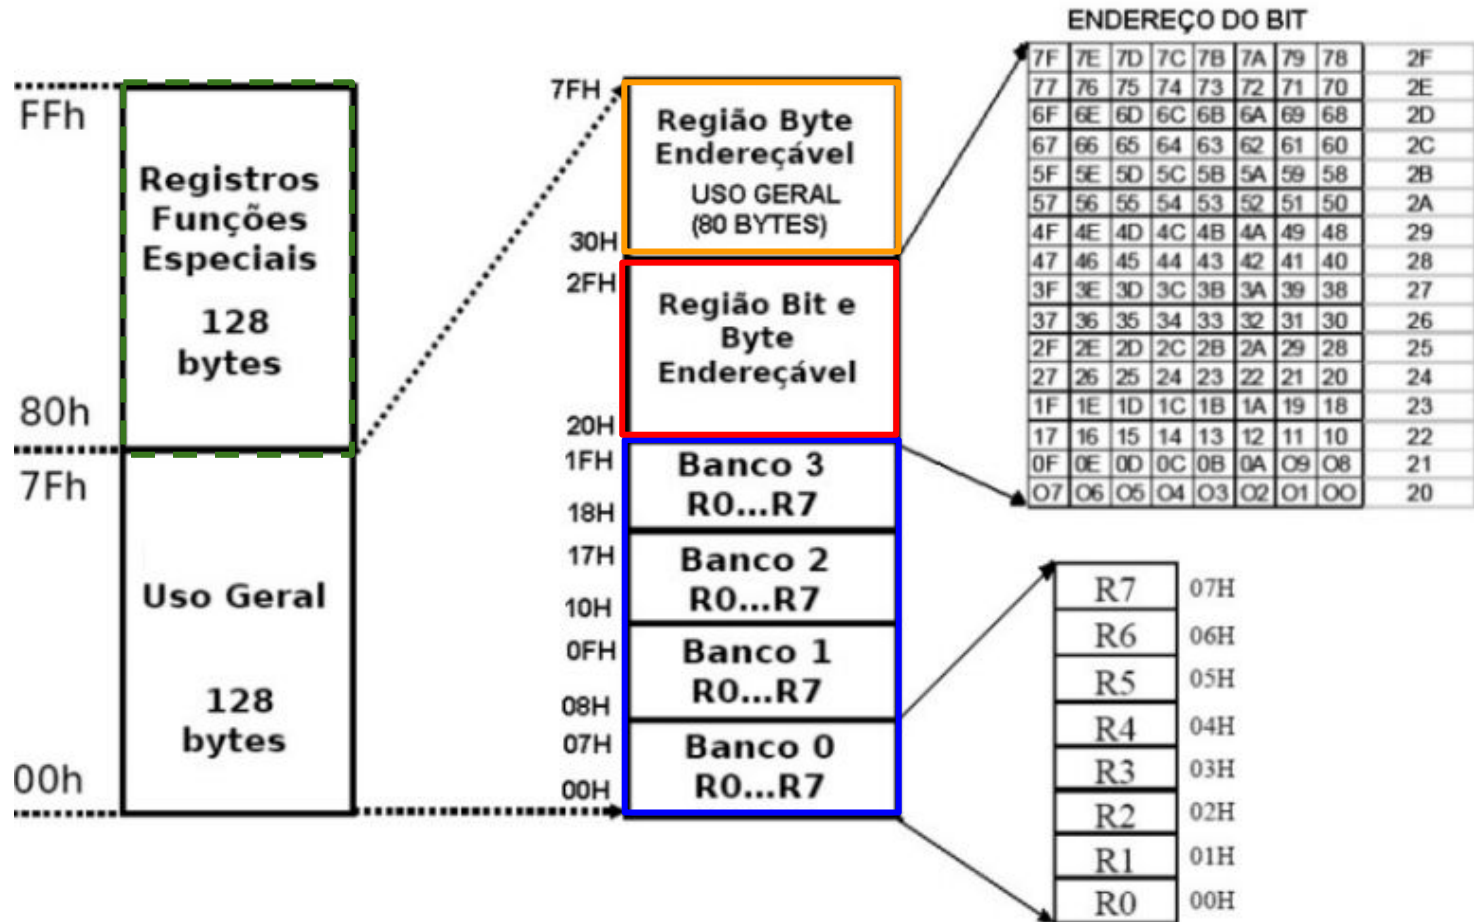 ENDEREÇO DO BIT
FFh
Registros
Funções
Especiais
128
bytes
80h
7Fh
Uso Geral
128
bytes
00h
7FH
Região Byte
Endereçável
USO GERAL
(80 BYTES)
30H
2FH
Região Bit e
Byte
Endereçável
20H
1FH
Banco 3
R0...R7
18H
17H
Banco 2
R0...R7
10H
0FH
Banco 1
R0...R7
08H
07H
Banco 0
R0...R7
00H
7F 7E 7D 7C 7B 7A 79 78 2F
77 76 75 74 73 72 71 70 2E
6F 6E 6D 6C 6B 6A 69 68 2D
67 66 65 64 63 62 61 60 2C
5F 5E 5D 5C 5B 5A 59 58 2B
57 56 55 54 53 52 51 50 2A
4F 4E 4D 4C 4B 4A 49 48 29
47 46 45 44 43 42 41 40 28
3F 3E 3D 3C 3B 3A 39 38 27
37 36 35 34 33 32 31 30 26
2F 2E 2D 2C 2B 2A 29 28 25
27 26 25 24 23 22 21 20 24
1F 1E 1D 1C 1B 1A 19 18 23
17 16 15 14 13 12 11 10 22
0F 0E 0D 0C 0B 0A O9 O8 21
O7 O6 O5 O4 O3 O2 O1 OO 20
R7 07H
R6 06H
R5 05H
R4 04H
R3 03H
R2 02H
R1 01H
R0 00H